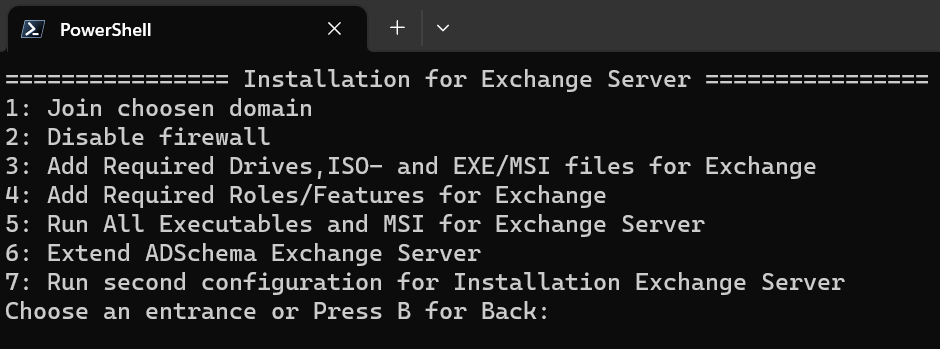 PowerShell
================ Installation for Exchange Server ================
1: Join choosen domain
2: Disable firewall
3: Add Required Drives,ISO- and EXE/MSI files for Exchange
4: Add Required Roles/Features for Exchange
5: Run All Executables and MSI for Exchange Server
6: Extend ADSchema Exchange Server
7: Run second configuration for Installation Exchange Server
Choose an entrance or Press B for Back: